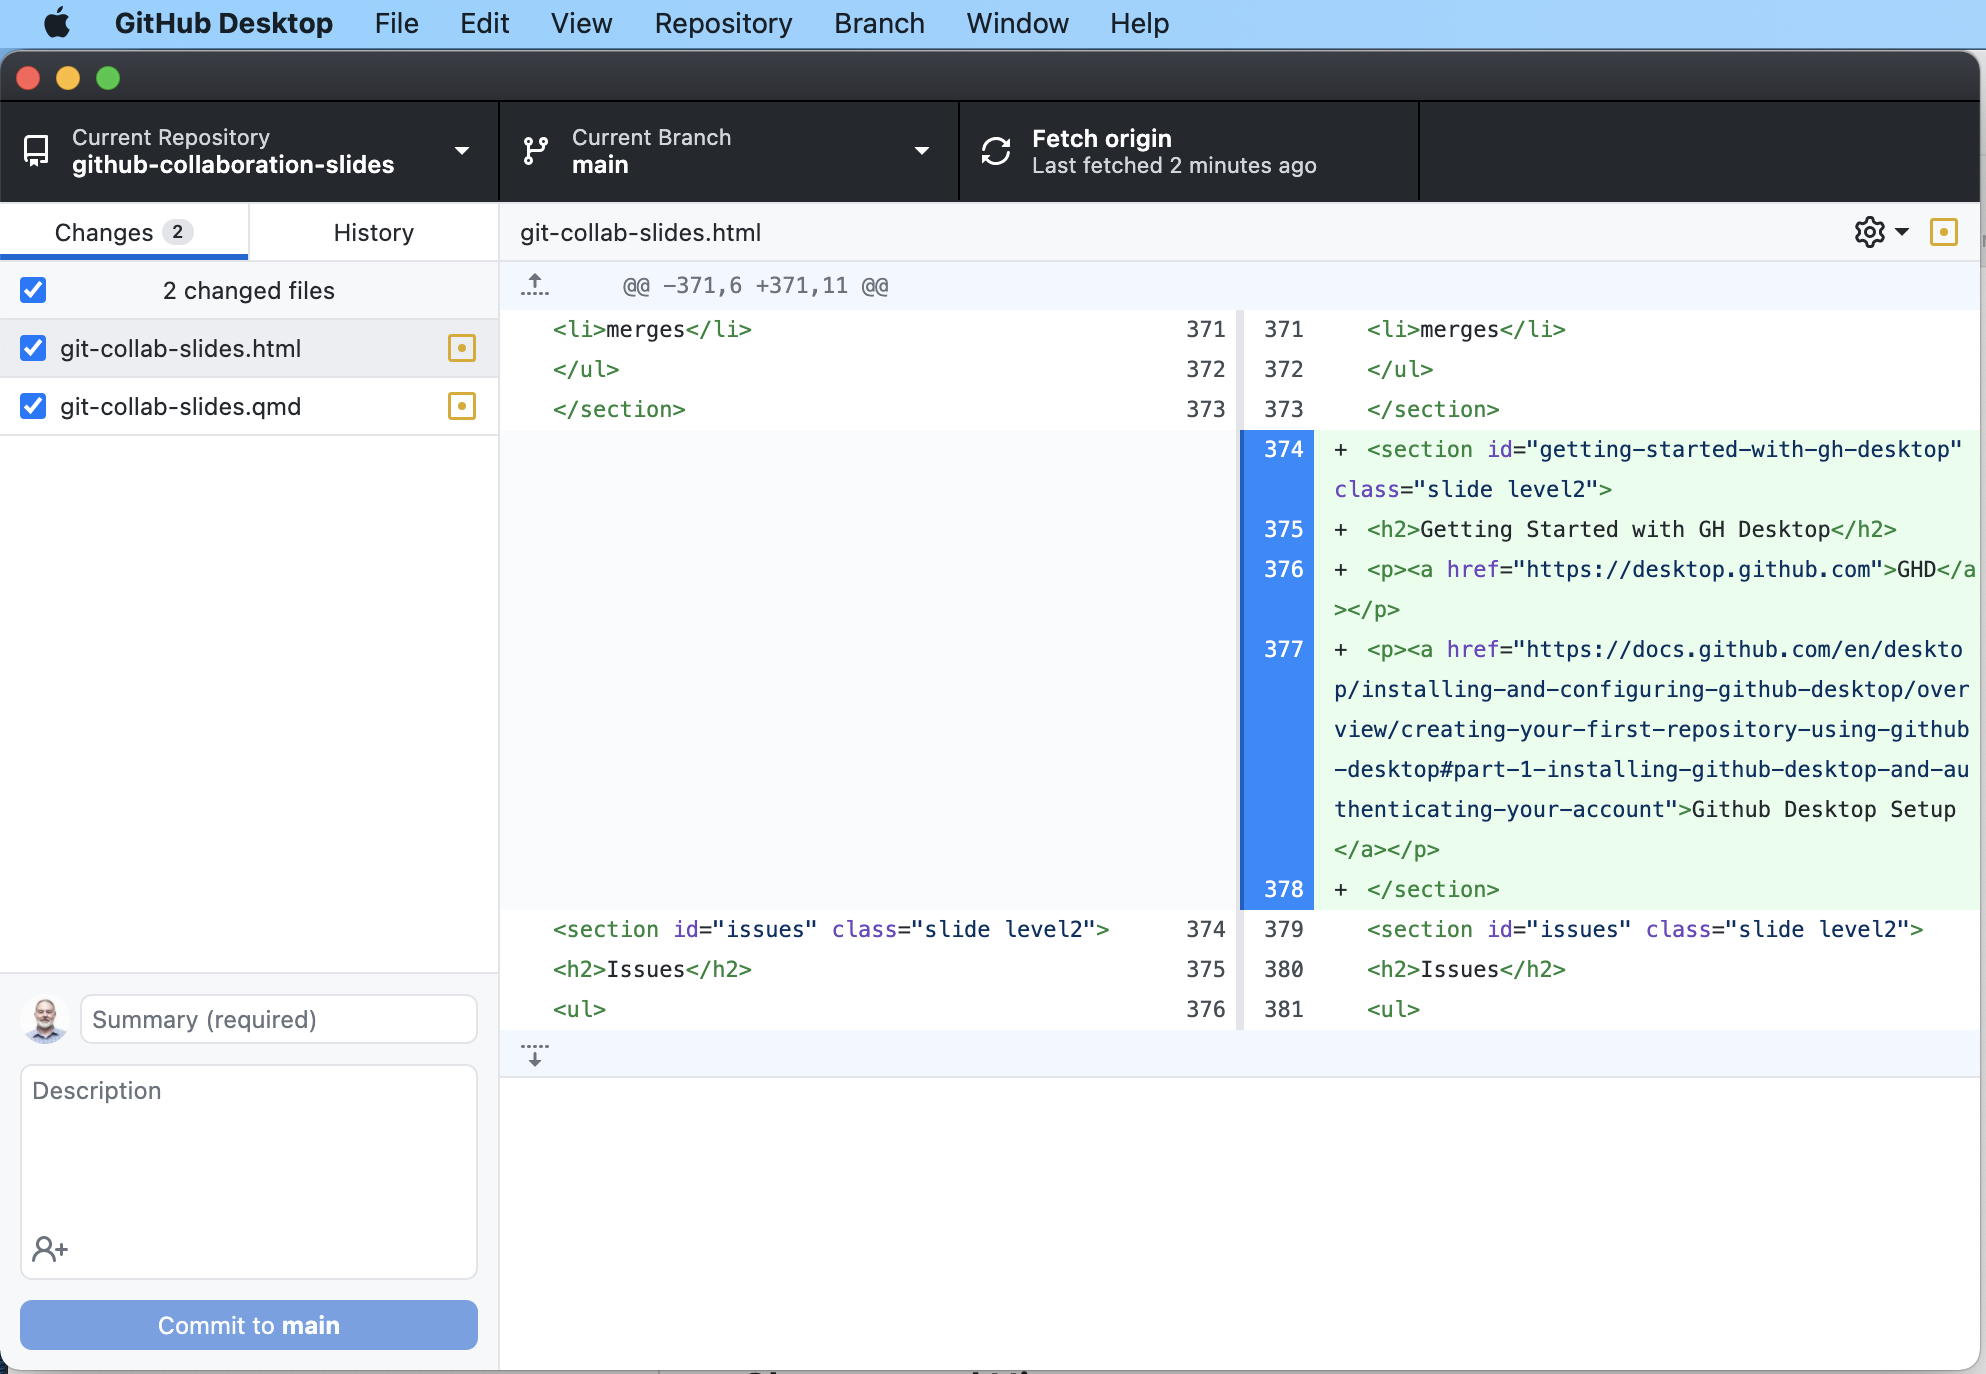 GitHub Desktop File Edit View Repository Branch Window Help
Current Repository
github-collaboration-slides
Current Branch
main
Fetch origin
Last fetched 2 minutes ago
Changes 2 History
2 changed files
git-collab-slides.html
git-collab-slides.qmd
Summary (required)
Description
Commit to main
git-collab-slides.html
@@ -371,6 +371,11 @@
<li>merges</li> 371 371 <li>merges</li>
</ul> 372 372 </ul>
</section> 373 373 </section>
374 + <section id="getting-started-with-gh-desktop"
class="slide level2">
375 + <h2>Getting Started with GH Desktop</h2>
376 + <p><a href="https://desktop.github.com">GHD</a
></p>
377 + <p><a href="https://docs.github.com/en/deskto
p/installing-and-configuring-github-desktop/over
view/creating-your-first-repository-using-github
-desktop#part-1-installing-github-desktop-and-au
thenticating-your-account">Github Desktop Setup
</a></p>
378 + </section>
<section id="issues" class="slide level2"> 374 379 <section id="issues" class="slide level2">
<h2>Issues</h2> 375 380 <h2>Issues</h2>
<ul> 376 381 <ul>